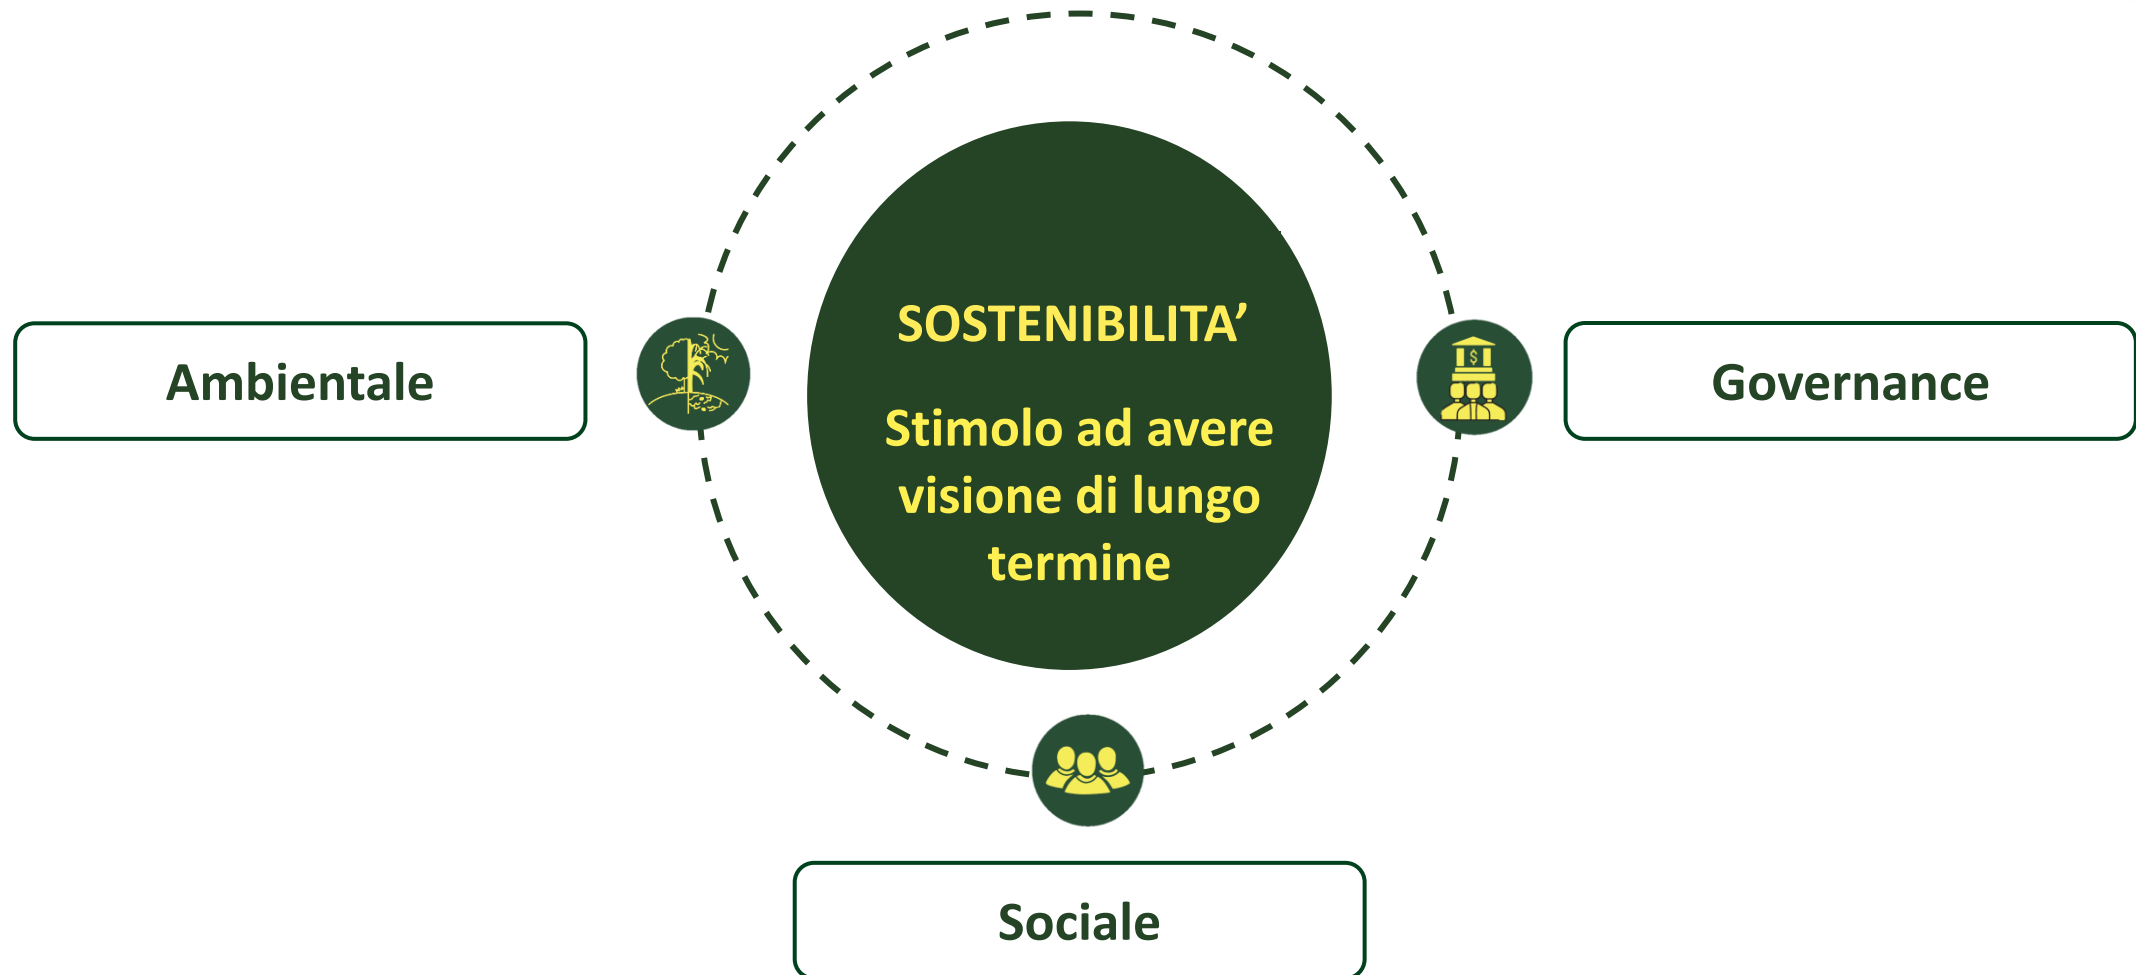 SOSTENIBILITA’
Ambientale
Governance
Stimolo ad avere
visione di lungo
termine
$
Sociale